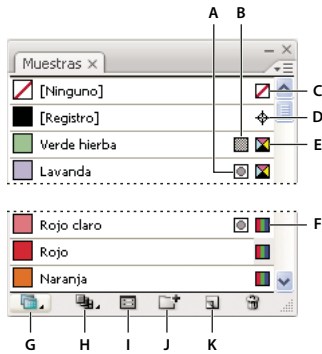 A B
Muestras
[Ninguno] C
[Registro] D
Verde hierba E
Lavanda
Rojo claro F
Rojo
Naranja
G H I J K